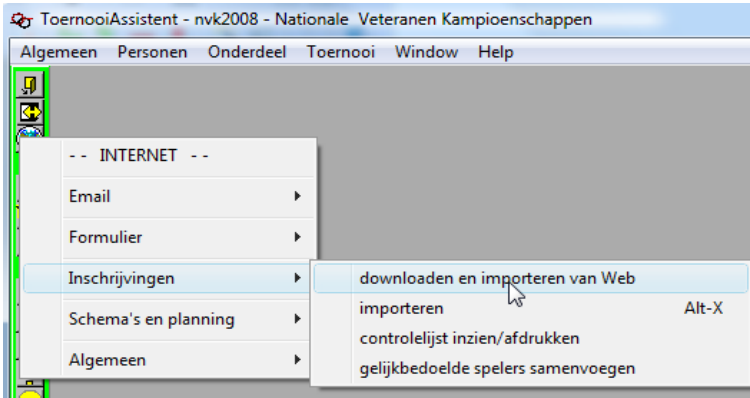 ToernooiAssistent - nvk2008 - Nationale Veteranen Kampioenschappen
Algemeen Personen Onderdeel Toernooi Window Help
- - INTERNET - -
Email
Formulier
Inschrijvingen
Schema's en planning
Algemeen
downloaden en importeren van Web
importeren Alt-X
controlelijst inzien/afdrukken
gelijkbedoelde spelers samenvoegen